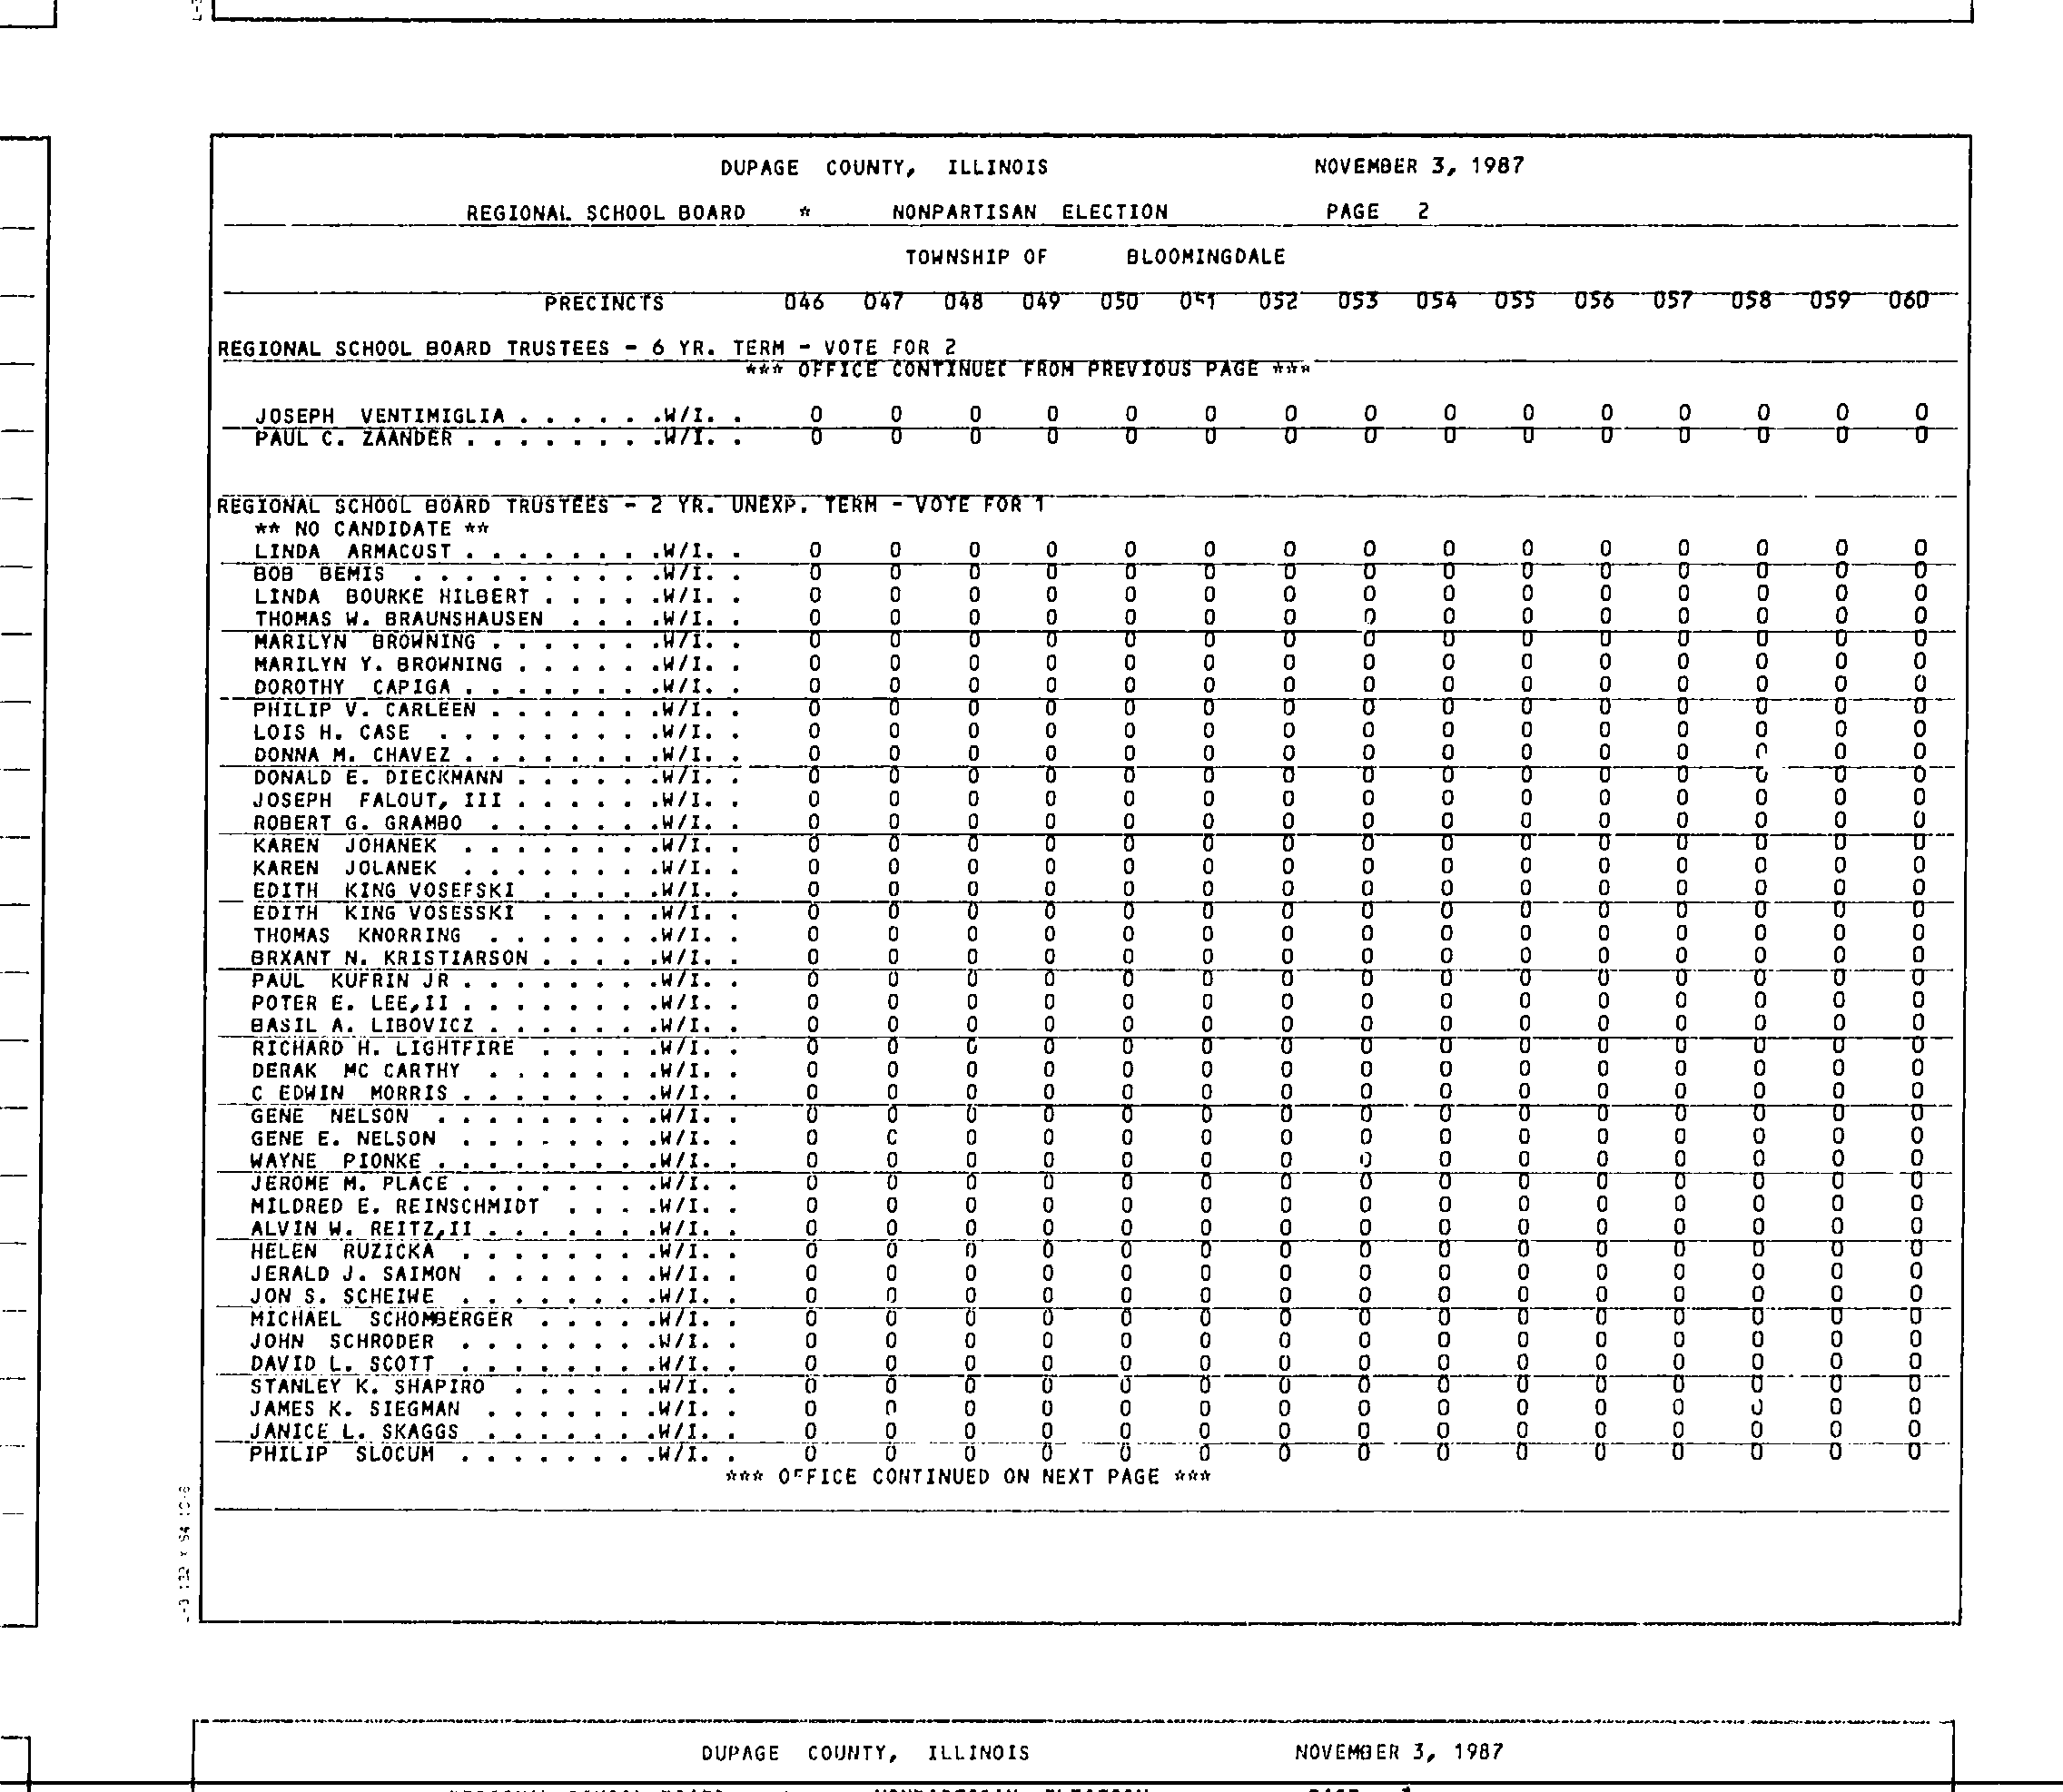 DUPAGE COUNTY, ILLINOIS NOVEMBER 3, 1987
REGIONAL SCHOOL BOARD * NONPARTISAN ELECTION PAGE 2
TOWNSHIP OF BLOOMINGDALE
PRECINCTS 046 047 048 049 050 051 052 053 054 055 056 057 058 059 060
REGIONAL SCHOOL BOARD TRUSTEES - 6 YR. TERM - VOTE FOR 2
*** OFFICE CONTINUED FROM PREVIOUS PAGE ***
JOSEPH VENTIMIGLIA . . . . . .W/I. . 0 0 0 0 0 0 0 0 0 0 0 0 0 0 0
PAUL C. ZAANDER . . . . . . . .W/I. . 0 0 0 0 0 0 0 0 0 0 0 0 0 0 0
REGIONAL SCHOOL BOARD TRUSTEES - 2 YR. UNEXP. TERM - VOTE FOR 1
** NO CANDIDATE **
LINDA ARMACOST . . . . . . . .W/I. . 0 0 0 0 0 0 0 0 0 0 0 0 0 0 0
BOB BEMIS . . . . . . . . . .W/I. . 0 0 0 0 0 0 0 0 0 0 0 0 0 0 0
LINDA BOURKE HILBERT . . . . .W/I. . 0 0 0 0 0 0 0 0 0 0 0 0 0 0 0
THOMAS W. BRAUNSHAUSEN . . . .W/I. . 0 0 0 0 0 0 0 0 0 0 0 0 0 0 0
MARILYN BROWNING . . . . . . .W/I. . 0 0 0 0 0 0 0 0 0 0 0 0 0 0 0
MARILYN Y. BROWNING . . . . . .W/I. . 0 0 0 0 0 0 0 0 0 0 0 0 0 0 0
DOROTHY CAPIGA . . . . . . . .W/I. . 0 0 0 0 0 0 0 0 0 0 0 0 0 0 0
PHILIP V. CARLEEN . . . . . . .W/I. . 0 0 0 0 0 0 0 0 0 0 0 0 0 0 0
LOIS H. CASE . . . . . . . . .W/I. . 0 0 0 0 0 0 0 0 0 0 0 0 0 0 0
DONNA M. CHAVEZ . . . . . . . .W/I. . 0 0 0 0 0 0 0 0 0 0 0 0 0 0 0
DONALD E. DIECKMANN . . . . . .W/I. . 0 0 0 0 0 0 0 0 0 0 0 0 0 0 0
JOSEPH FALOUT, III . . . . . .W/I. . 0 0 0 0 0 0 0 0 0 0 0 0 0 0 0
ROBERT G. GRAMBO . . . . . . .W/I. . 0 0 0 0 0 0 0 0 0 0 0 0 0 0 0
KAREN JOHANEK . . . . . . . .W/I. . 0 0 0 0 0 0 0 0 0 0 0 0 0 0 0
KAREN JOLANEK . . . . . . . .W/I. . 0 0 0 0 0 0 0 0 0 0 0 0 0 0 0
EDITH KING VOSEFSKI . . . . .W/I. . 0 0 0 0 0 0 0 0 0 0 0 0 0 0 0
EDITH KING VOSESSKI . . . . .W/I. . 0 0 0 0 0 0 0 0 0 0 0 0 0 0 0
THOMAS KNORRING . . . . . . .W/I. . 0 0 0 0 0 0 0 0 0 0 0 0 0 0 0
BRXANT N. KRISTIARSON . . . . .W/I. . 0 0 0 0 0 0 0 0 0 0 0 0 0 0 0
PAUL KUFRIN JR . . . . . . . .W/I. . 0 0 0 0 0 0 0 0 0 0 0 0 0 0 0
POTER E. LEE,II . . . . . . . .W/I. . 0 0 0 0 0 0 0 0 0 0 0 0 0 0 0
BASIL A. LIBOVICZ . . . . . . .W/I. . 0 0 0 0 0 0 0 0 0 0 0 0 0 0 0
RICHARD H. LIGHTFIRE . . . . .W/I. . 0 0 0 0 0 0 0 0 0 0 0 0 0 0 0
DERAK MC CARTHY . . . . . . .W/I. . 0 0 0 0 0 0 0 0 0 0 0 0 0 0 0
C EDWIN MORRIS . . . . . . . .W/I. . 0 0 0 0 0 0 0 0 0 0 0 0 0 0 0
GENE NELSON . . . . . . . . .W/I. . 0 0 0 0 0 0 0 0 0 0 0 0 0 0 0
GENE E. NELSON . . . . . . . .W/I. . 0 0 0 0 0 0 0 0 0 0 0 0 0 0 0
WAYNE PIONKE . . . . . . . . .W/I. . 0 0 0 0 0 0 0 0 0 0 0 0 0 0 0
JEROME M. PLACE . . . . . . . .W/I. . 0 0 0 0 0 0 0 0 0 0 0 0 0 0 0
MILDRED E. REINSCHMIDT . . . .W/I. . 0 0 0 0 0 0 0 0 0 0 0 0 0 0 0
ALVIN W. REITZ,II . . . . . . .W/I. . 0 0 0 0 0 0 0 0 0 0 0 0 0 0 0
HELEN RUZICKA . . . . . . . .W/I. . 0 0 0 0 0 0 0 0 0 0 0 0 0 0 0
JERALD J. SAIMON . . . . . . .W/I. . 0 0 0 0 0 0 0 0 0 0 0 0 0 0 0
JON S. SCHEIWE . . . . . . . .W/I. . 0 0 0 0 0 0 0 0 0 0 0 0 0 0 0
MICHAEL SCHOMBERGER . . . . .W/I. . 0 0 0 0 0 0 0 0 0 0 0 0 0 0 0
JOHN SCHRODER . . . . . . . .W/I. . 0 0 0 0 0 0 0 0 0 0 0 0 0 0 0
DAVID L. SCOTT . . . . . . . .W/I. . 0 0 0 0 0 0 0 0 0 0 0 0 0 0 0
STANLEY K. SHAPIRO . . . . . .W/I. . 0 0 0 0 0 0 0 0 0 0 0 0 0 0 0
JAMES K. SIEGMAN . . . . . . .W/I. . 0 0 0 0 0 0 0 0 0 0 0 0 0 0 0
JANICE L. SKAGGS . . . . . . .W/I. . 0 0 0 0 0 0 0 0 0 0 0 0 0 0 0
PHILIP SLOCUM . . . . . . . .W/I. . 0 0 0 0 0 0 0 0 0 0 0 0 0 0 0
*** OFFICE CONTINUED ON NEXT PAGE ***
DUPAGE COUNTY, ILLINOIS NOVEMBER 3, 1987